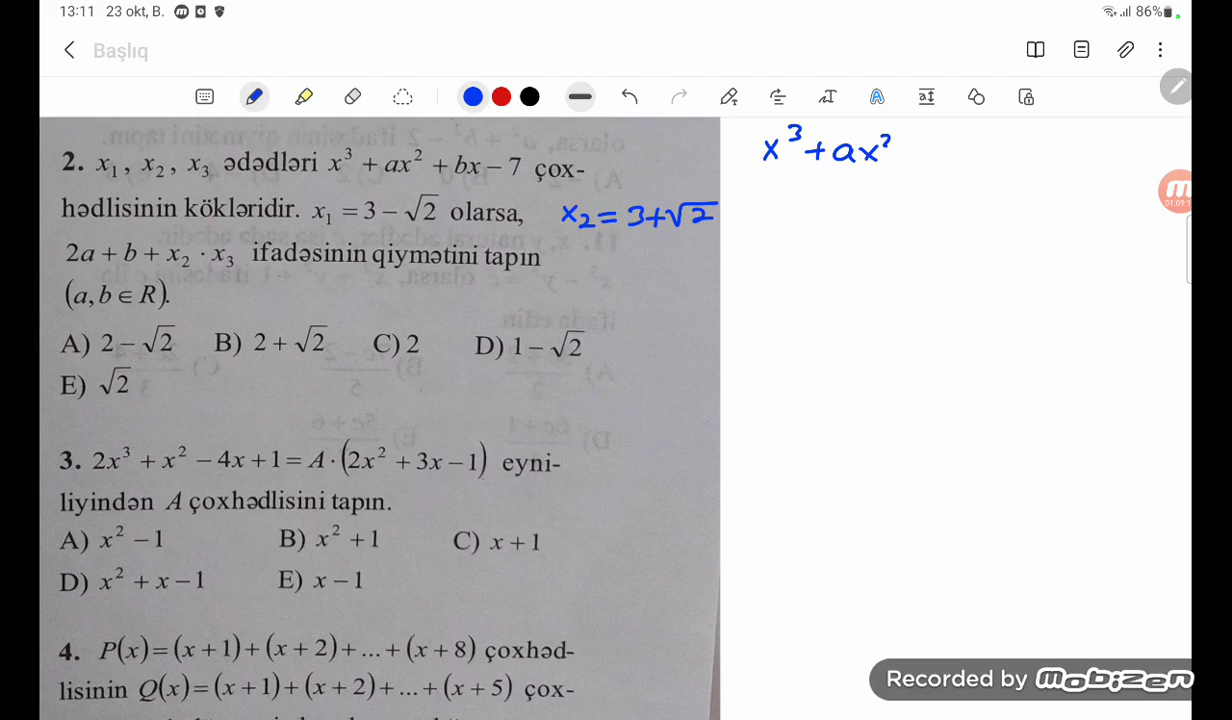 13:11 23 okt, B. 86%
Başlıq
2. x₁, x₂, x₃ ədədləri x³ + ax² + bx − 7 çox-
hədlisinin kökləridir. x₁ = 3 − √2 olarsa,
2a + b + x₂ · x₃ ifadəsinin qiymətini tapın
(a, b ∈ R).
A) 2 − √2 B) 2 + √2 C) 2 D) 1 − √2
E) √2
3. 2x³ + x² − 4x + 1 = A · (2x² + 3x − 1) eyni-
liyindən A çoxhədlisini tapın.
A) x² − 1 B) x² + 1 C) x + 1
D) x² + x − 1 E) x − 1
4. P(x) = (x + 1) + (x + 2) + ... + (x + 8) çoxhəd-
lisinin Q(x) = (x + 1) + (x + 2) + ... + (x + 5) çox-
x₂ = 3 + √2
x³ + ax²
Recorded by mobizen